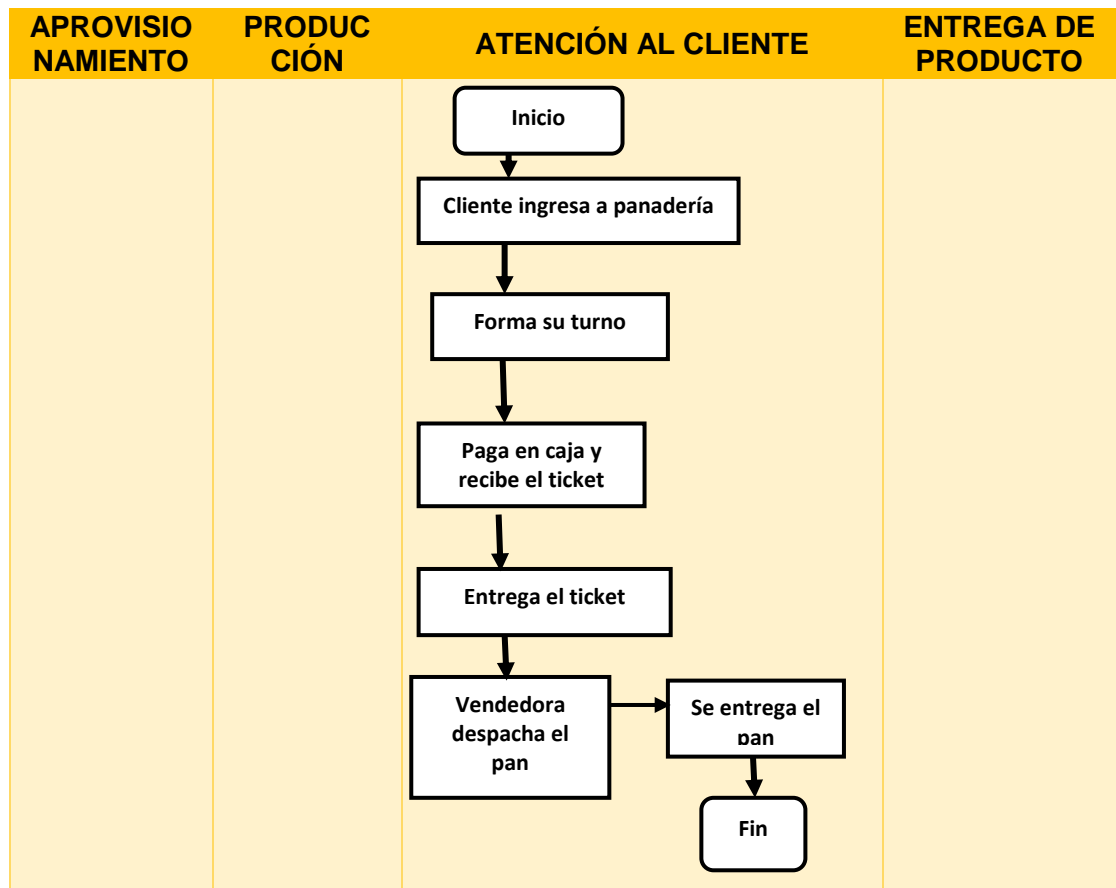 APROVISIO
NAMIENTO
PRODUC
CIÓN
ATENCIÓN AL CLIENTE
ENTREGA DE
PRODUCTO
Inicio
Cliente ingresa a panadería
Forma su turno
Paga en caja y
recibe el ticket
Entrega el ticket
Vendedora
despacha el
pan
Se entrega el
pan
Fin